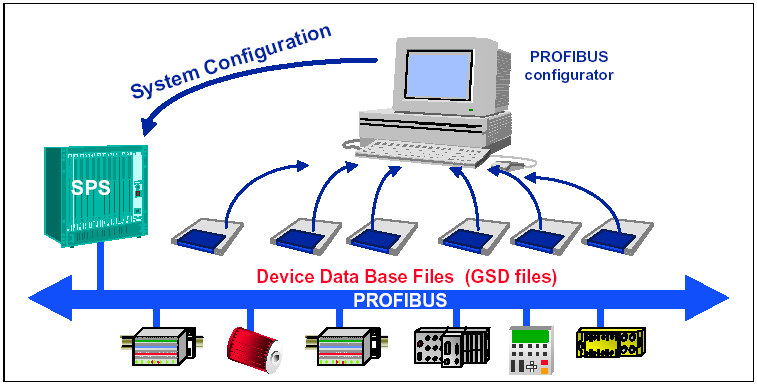 System Configuration
PROFIBUS
configurator
SPS
Device Data Base Files (GSD files)
PROFIBUS